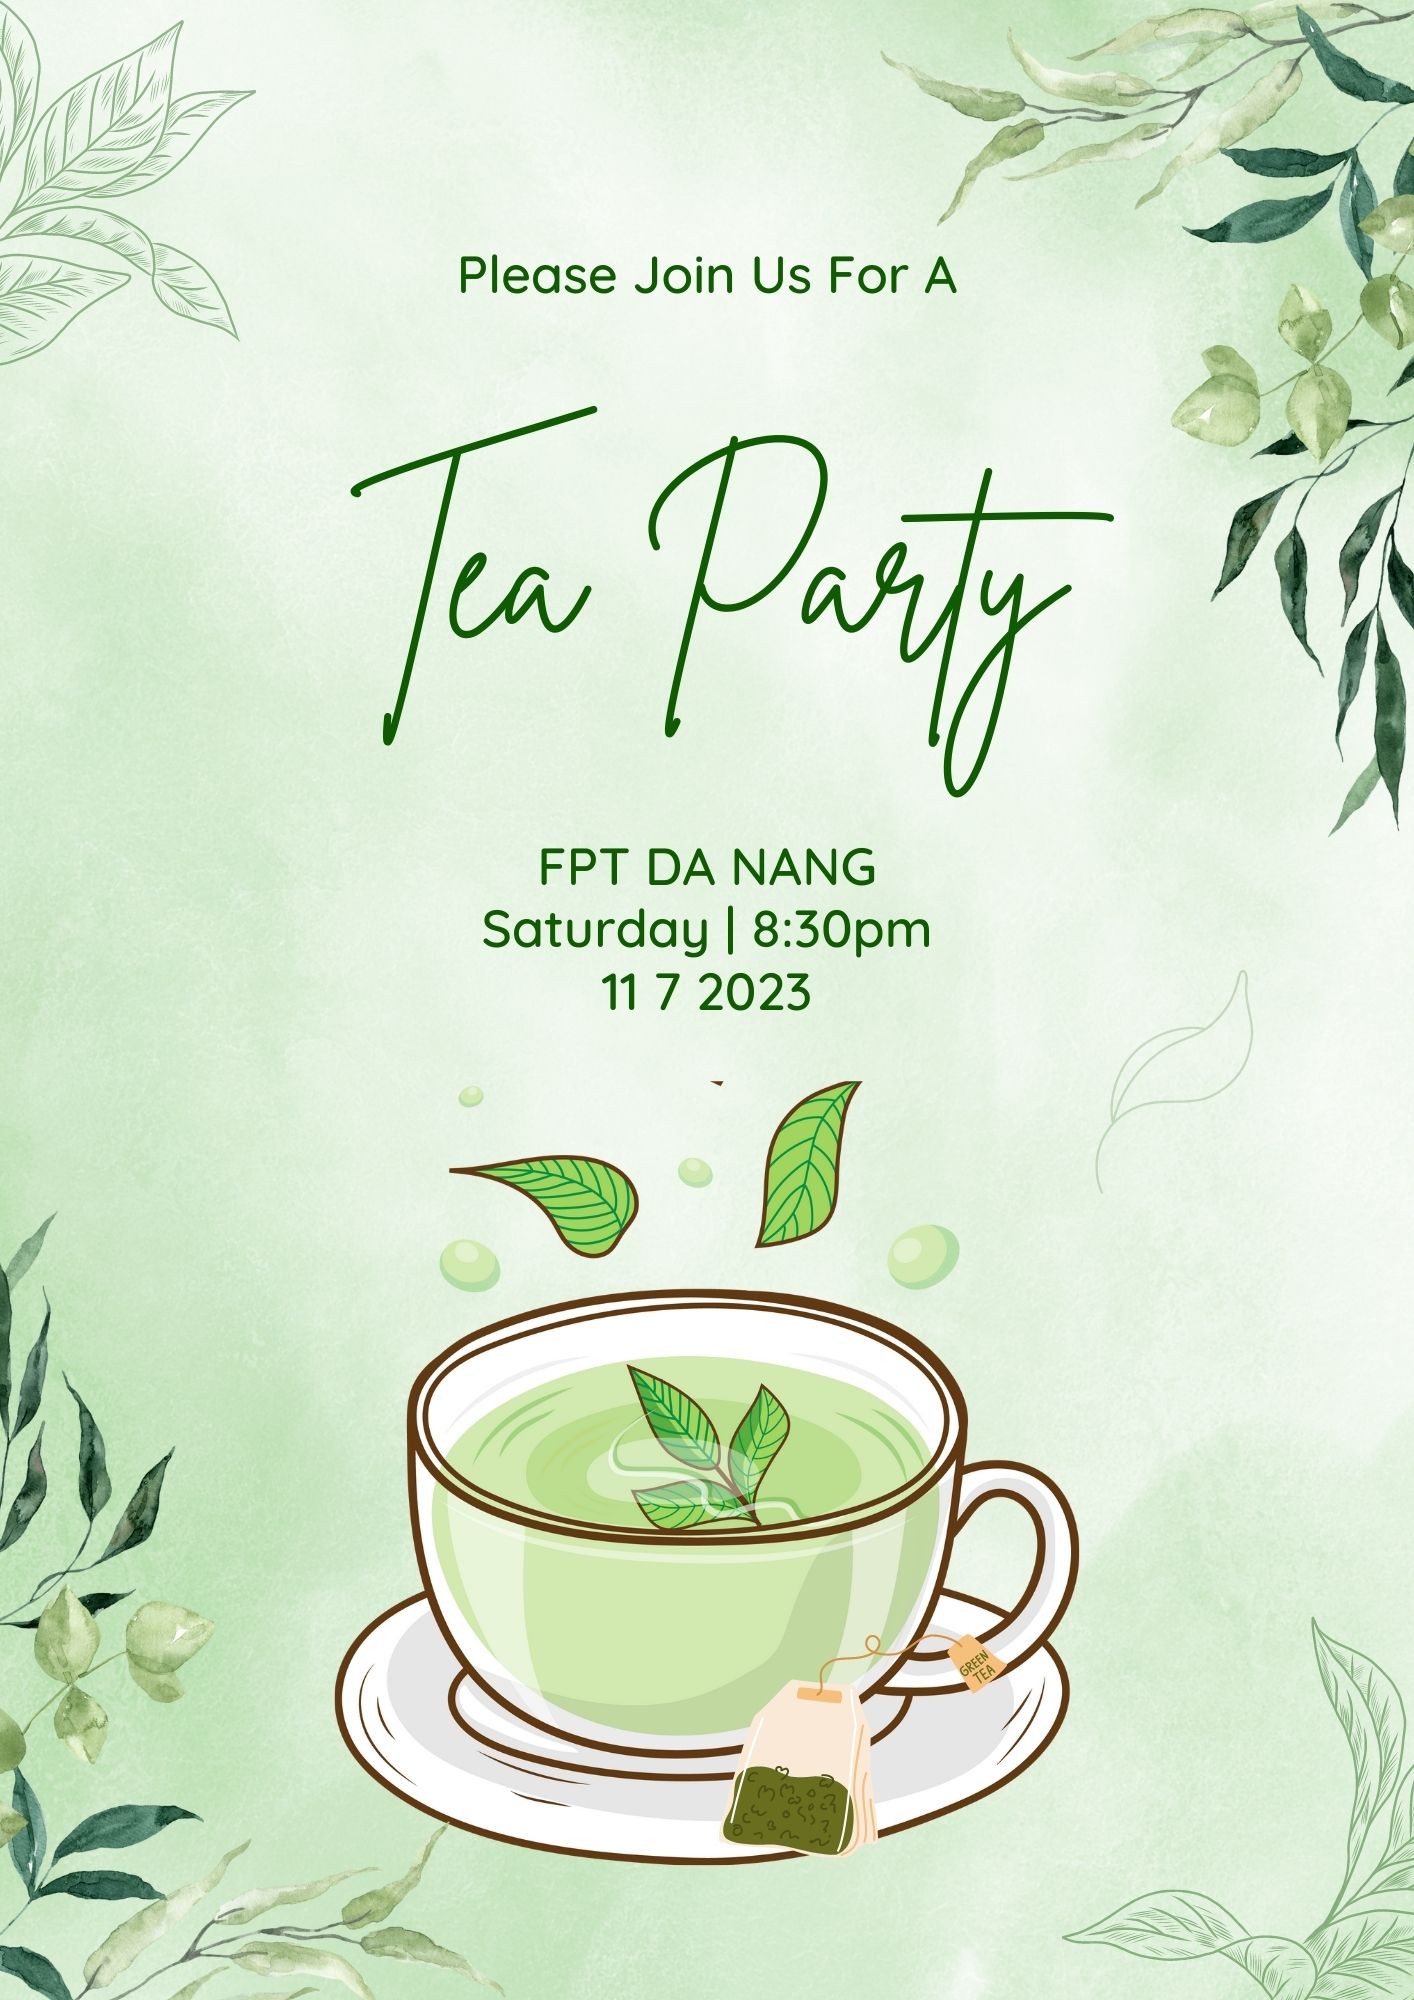 Please Join Us For A
Tea Party
FPT DA NANG
Saturday | 8:30pm
11 7 2023
GREEN
TEA